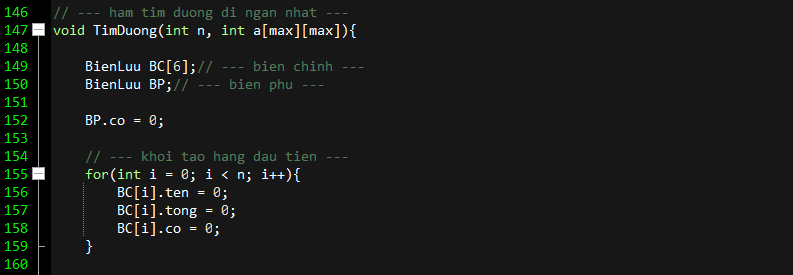 146 // --- ham tim duong di ngan nhat ---
147 void TimDuong(int n, int a[max][max]){
148
149 BienLuu BC[6];// --- bien chinh ---
150 BienLuu BP;// --- bien phu ---
151
152 BP.co = 0;
153
154 // --- khoi tao hang dau tien ---
155 for(int i = 0; i < n; i++){
156 BC[i].ten = 0;
157 BC[i].tong = 0;
158 BC[i].co = 0;
159 }
160